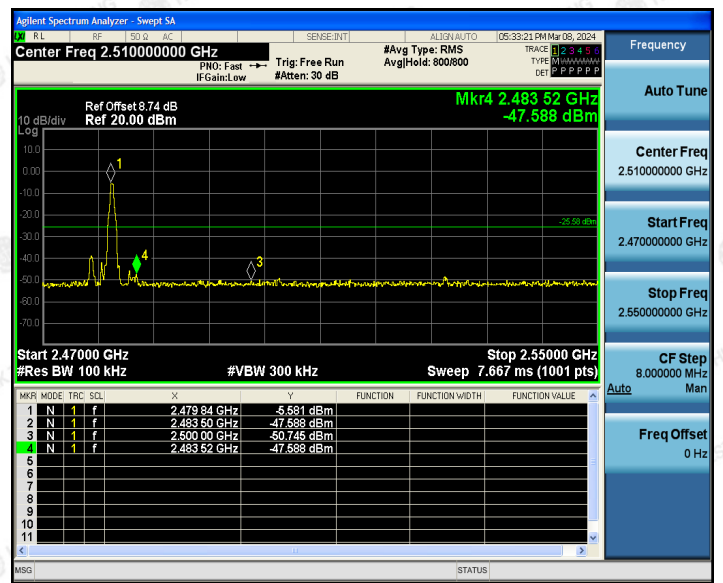 Agilent Spectrum Analyzer - Swept SA
LXI RL RF 50 Ω AC SENSE:INT ALIGNAUTO 05:33:21 PM Mar 08, 2024
Center Freq 2.510000000 GHz
PNO: Fast
IFGain:Low
Trig: Free Run
#Atten: 30 dB
#Avg Type: RMS
Avg|Hold: 800/800
TRACE 1 2 3 4 5 6
TYPE M WWWWW
DET P P P P P P
Frequency
Auto Tune
Center Freq
2.510000000 GHz
Start Freq
2.470000000 GHz
Stop Freq
2.550000000 GHz
CF Step
8.000000 MHz
Auto Man
Freq Offset
0 Hz
Mkr4 2.483 52 GHz
-47.588 dBm
Ref Offset 8.74 dB
10 dB/div Ref 20.00 dBm
Log
10.0
0.00
-10.0
-20.0
-30.0
-40.0
-50.0
-60.0
-70.0
1
4
3
-25.58 dBm
Start 2.47000 GHz Stop 2.55000 GHz
#Res BW 100 kHz #VBW 300 kHz Sweep 7.667 ms (1001 pts)
MKR MODE TRC SCL X Y FUNCTION FUNCTION WIDTH FUNCTION VALUE
1 N 1 f 2.479 84 GHz -5.581 dBm
2 N 1 f 2.483 50 GHz -47.588 dBm
3 N 1 f 2.500 00 GHz -50.745 dBm
4 N 1 f 2.483 52 GHz -47.588 dBm
5
6
7
8
9
10
11
MSG STATUS